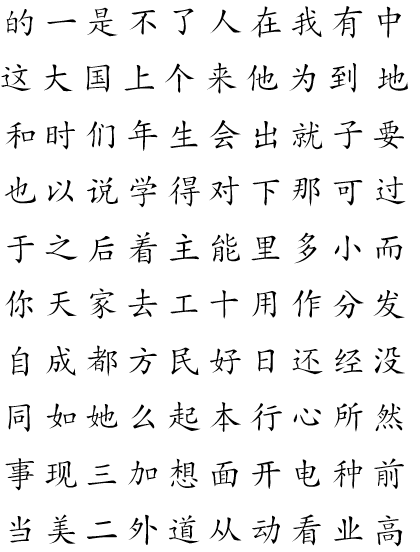 的一是不了人在我有中
这大国上个来他为到地
和时们年生会出就子要
也以说学得对下那可过
于之后着主能里多小而
你天家去工十用作分发
自成都方民好日还经没
同如她么起本行心所然
事现三加想面开电种前
当美二外道从动看业高